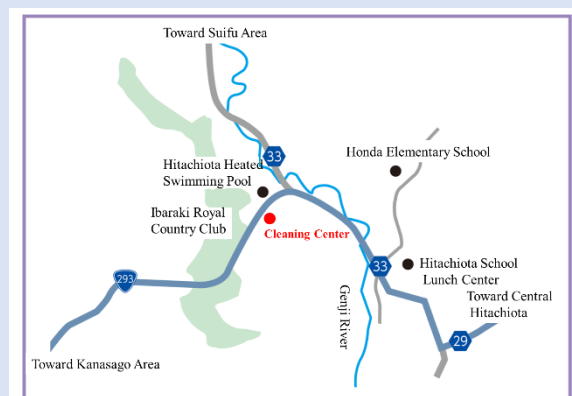 Toward Suifu Area
33
Honda Elementary School
Hitachiota Heated
Swimming Pool
Ibaraki Royal
Country Club
Cleaning Center
33
Hitachiota School
Lunch Center
293
Genji River
Toward Central
Hitachiota
29
Toward Kanasago Area